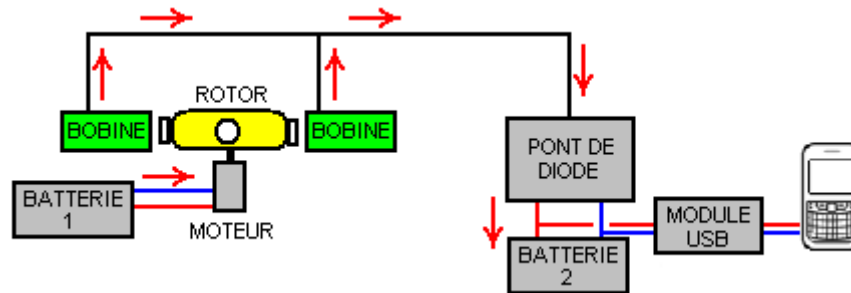 ROTOR
BOBINE
BOBINE
BATTERIE
1
MOTEUR
PONT DE
DIODE
BATTERIE
2
MODULE
USB